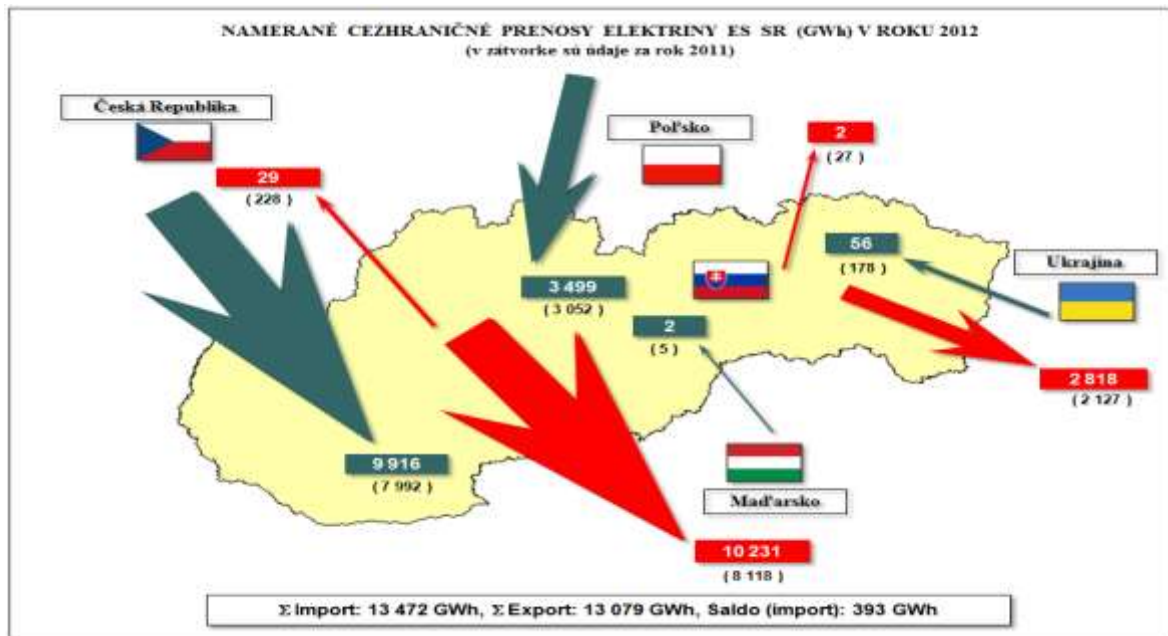 NAMERANÉ CEZHRANIČNÉ PRENOSY ELEKTRINY ES SR (GWh) V ROKU 2012
(v zátvorke sú údaje za rok 2011)
Česká Republika
Poľsko
2
(27)
29
(228)
56
(178)
Ukrajina
3 499
(3 052)
2
(5)
2 818
(2 127)
9 916
(7 992)
Maďarsko
10 231
(8 118)
Σ Import: 13 472 GWh, Σ Export: 13 079 GWh, Saldo (import): 393 GWh